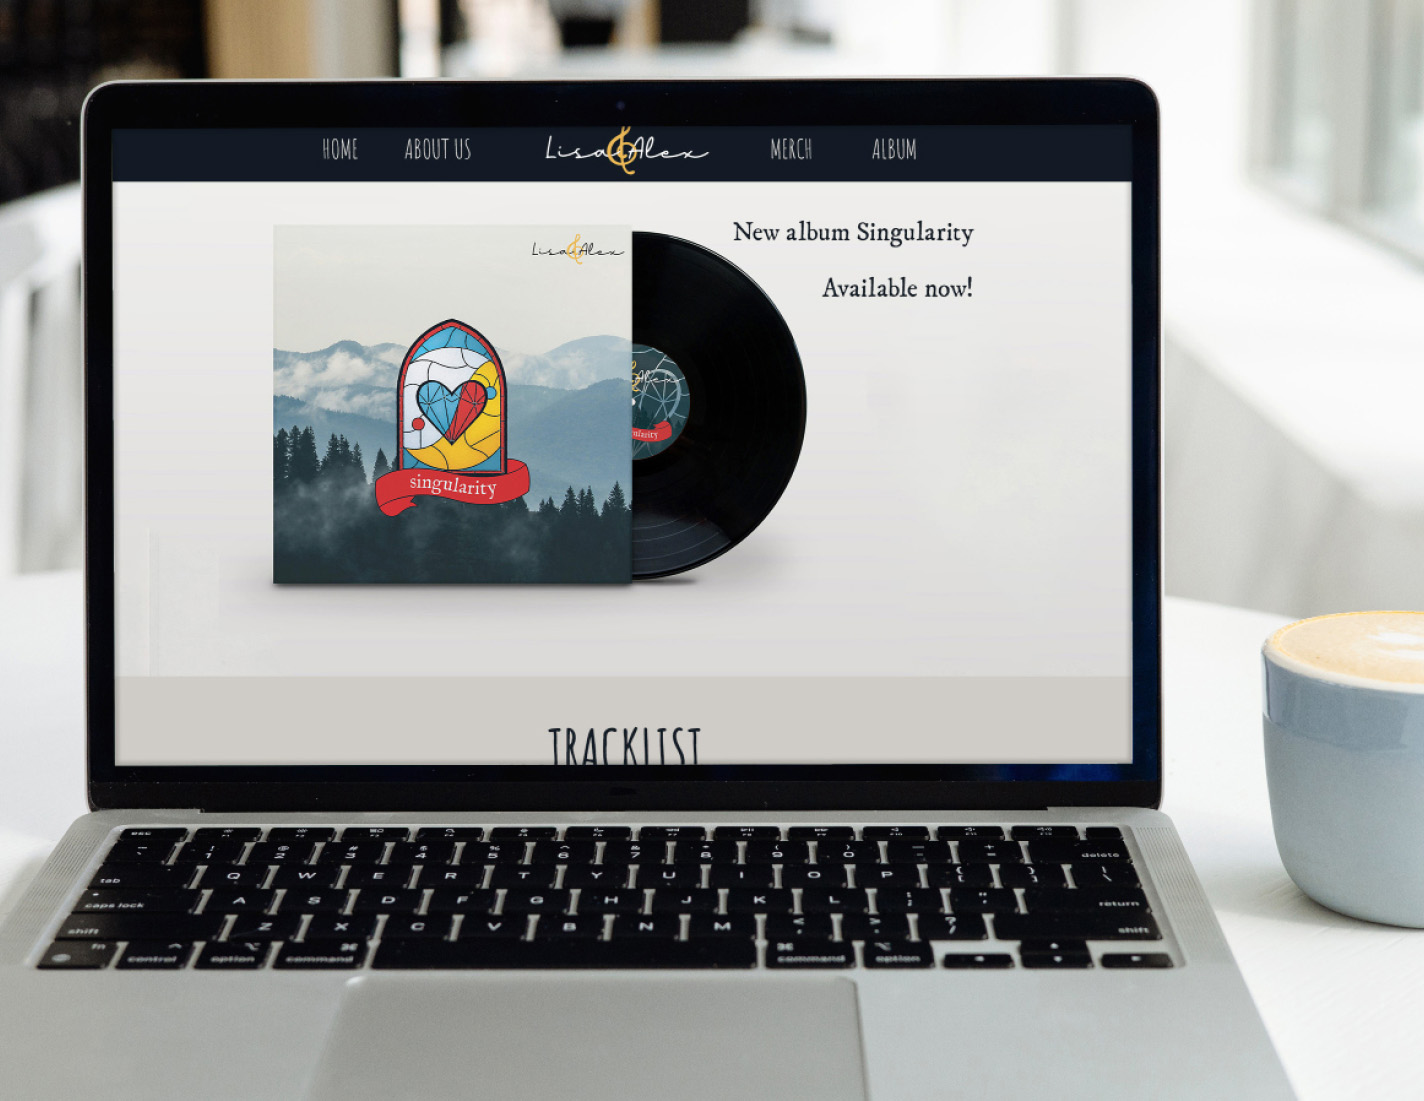 HOME ABOUT US Lisa & Alex MERCH ALBUM
New album Singularity
Available now!
Lisa & Alex
singularity
TRACKLIST
esc
delete
tab Q W E R T Y U I O P
caps lock A S D F G H J K L return
shift Z X C V B N M shift
fn control option command command option